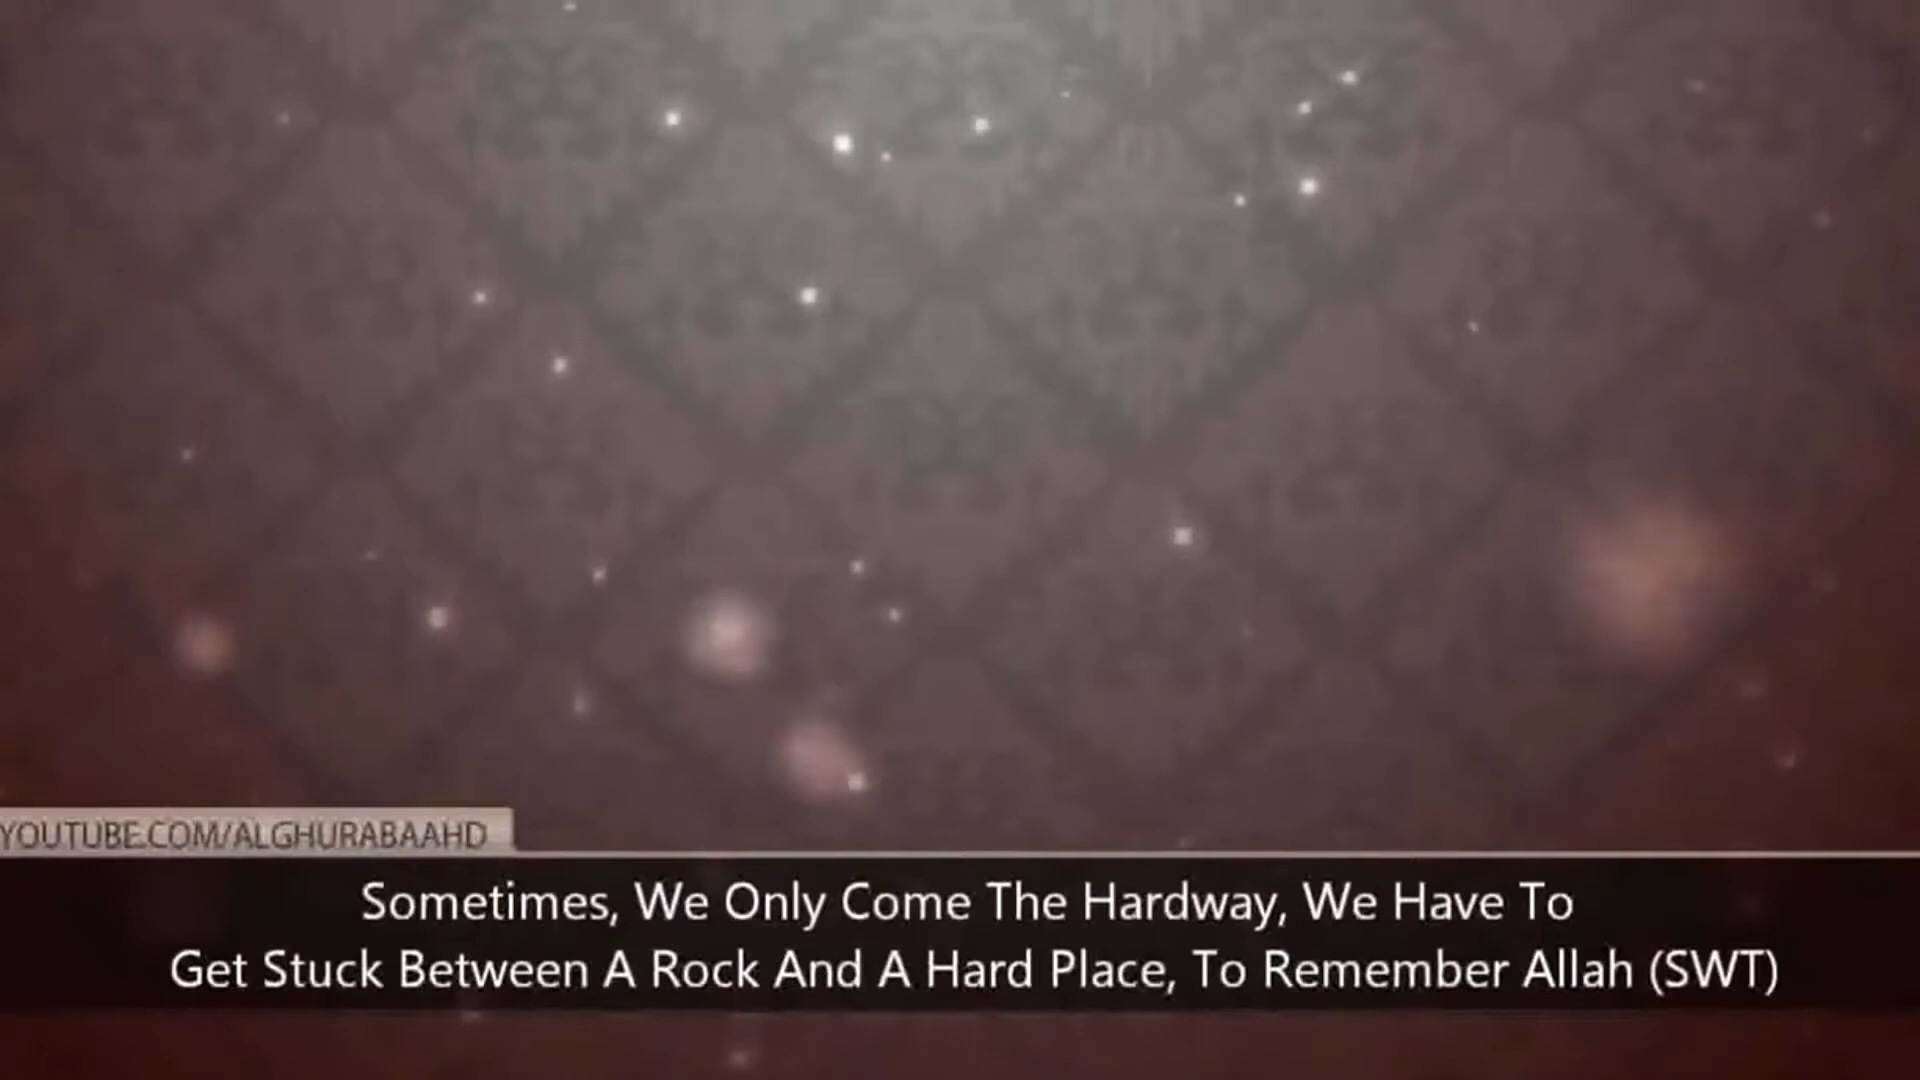 YOUTUBE.COM/ALGHURABAAHD
Sometimes, We Only Come The Hardway, We Have To
Get Stuck Between A Rock And A Hard Place, To Remember Allah (SWT)